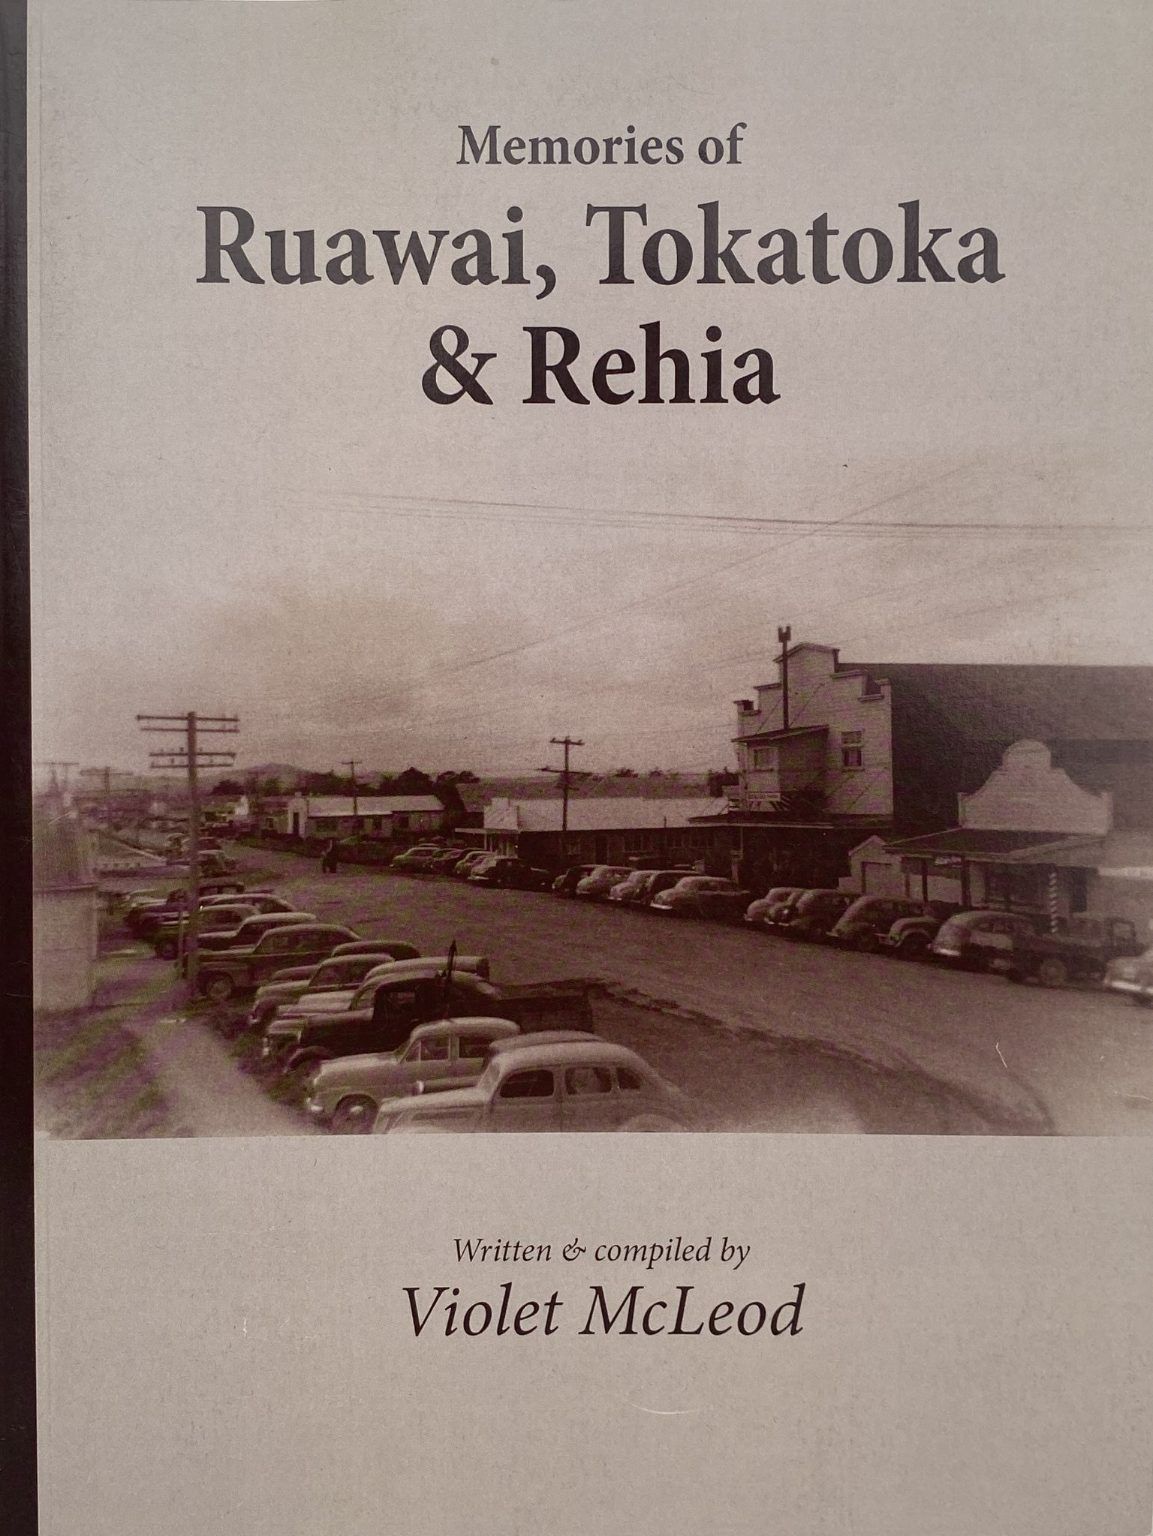 Memories of
Ruawai, Tokatoka
& Rehia
Written & compiled by
Violet McLeod